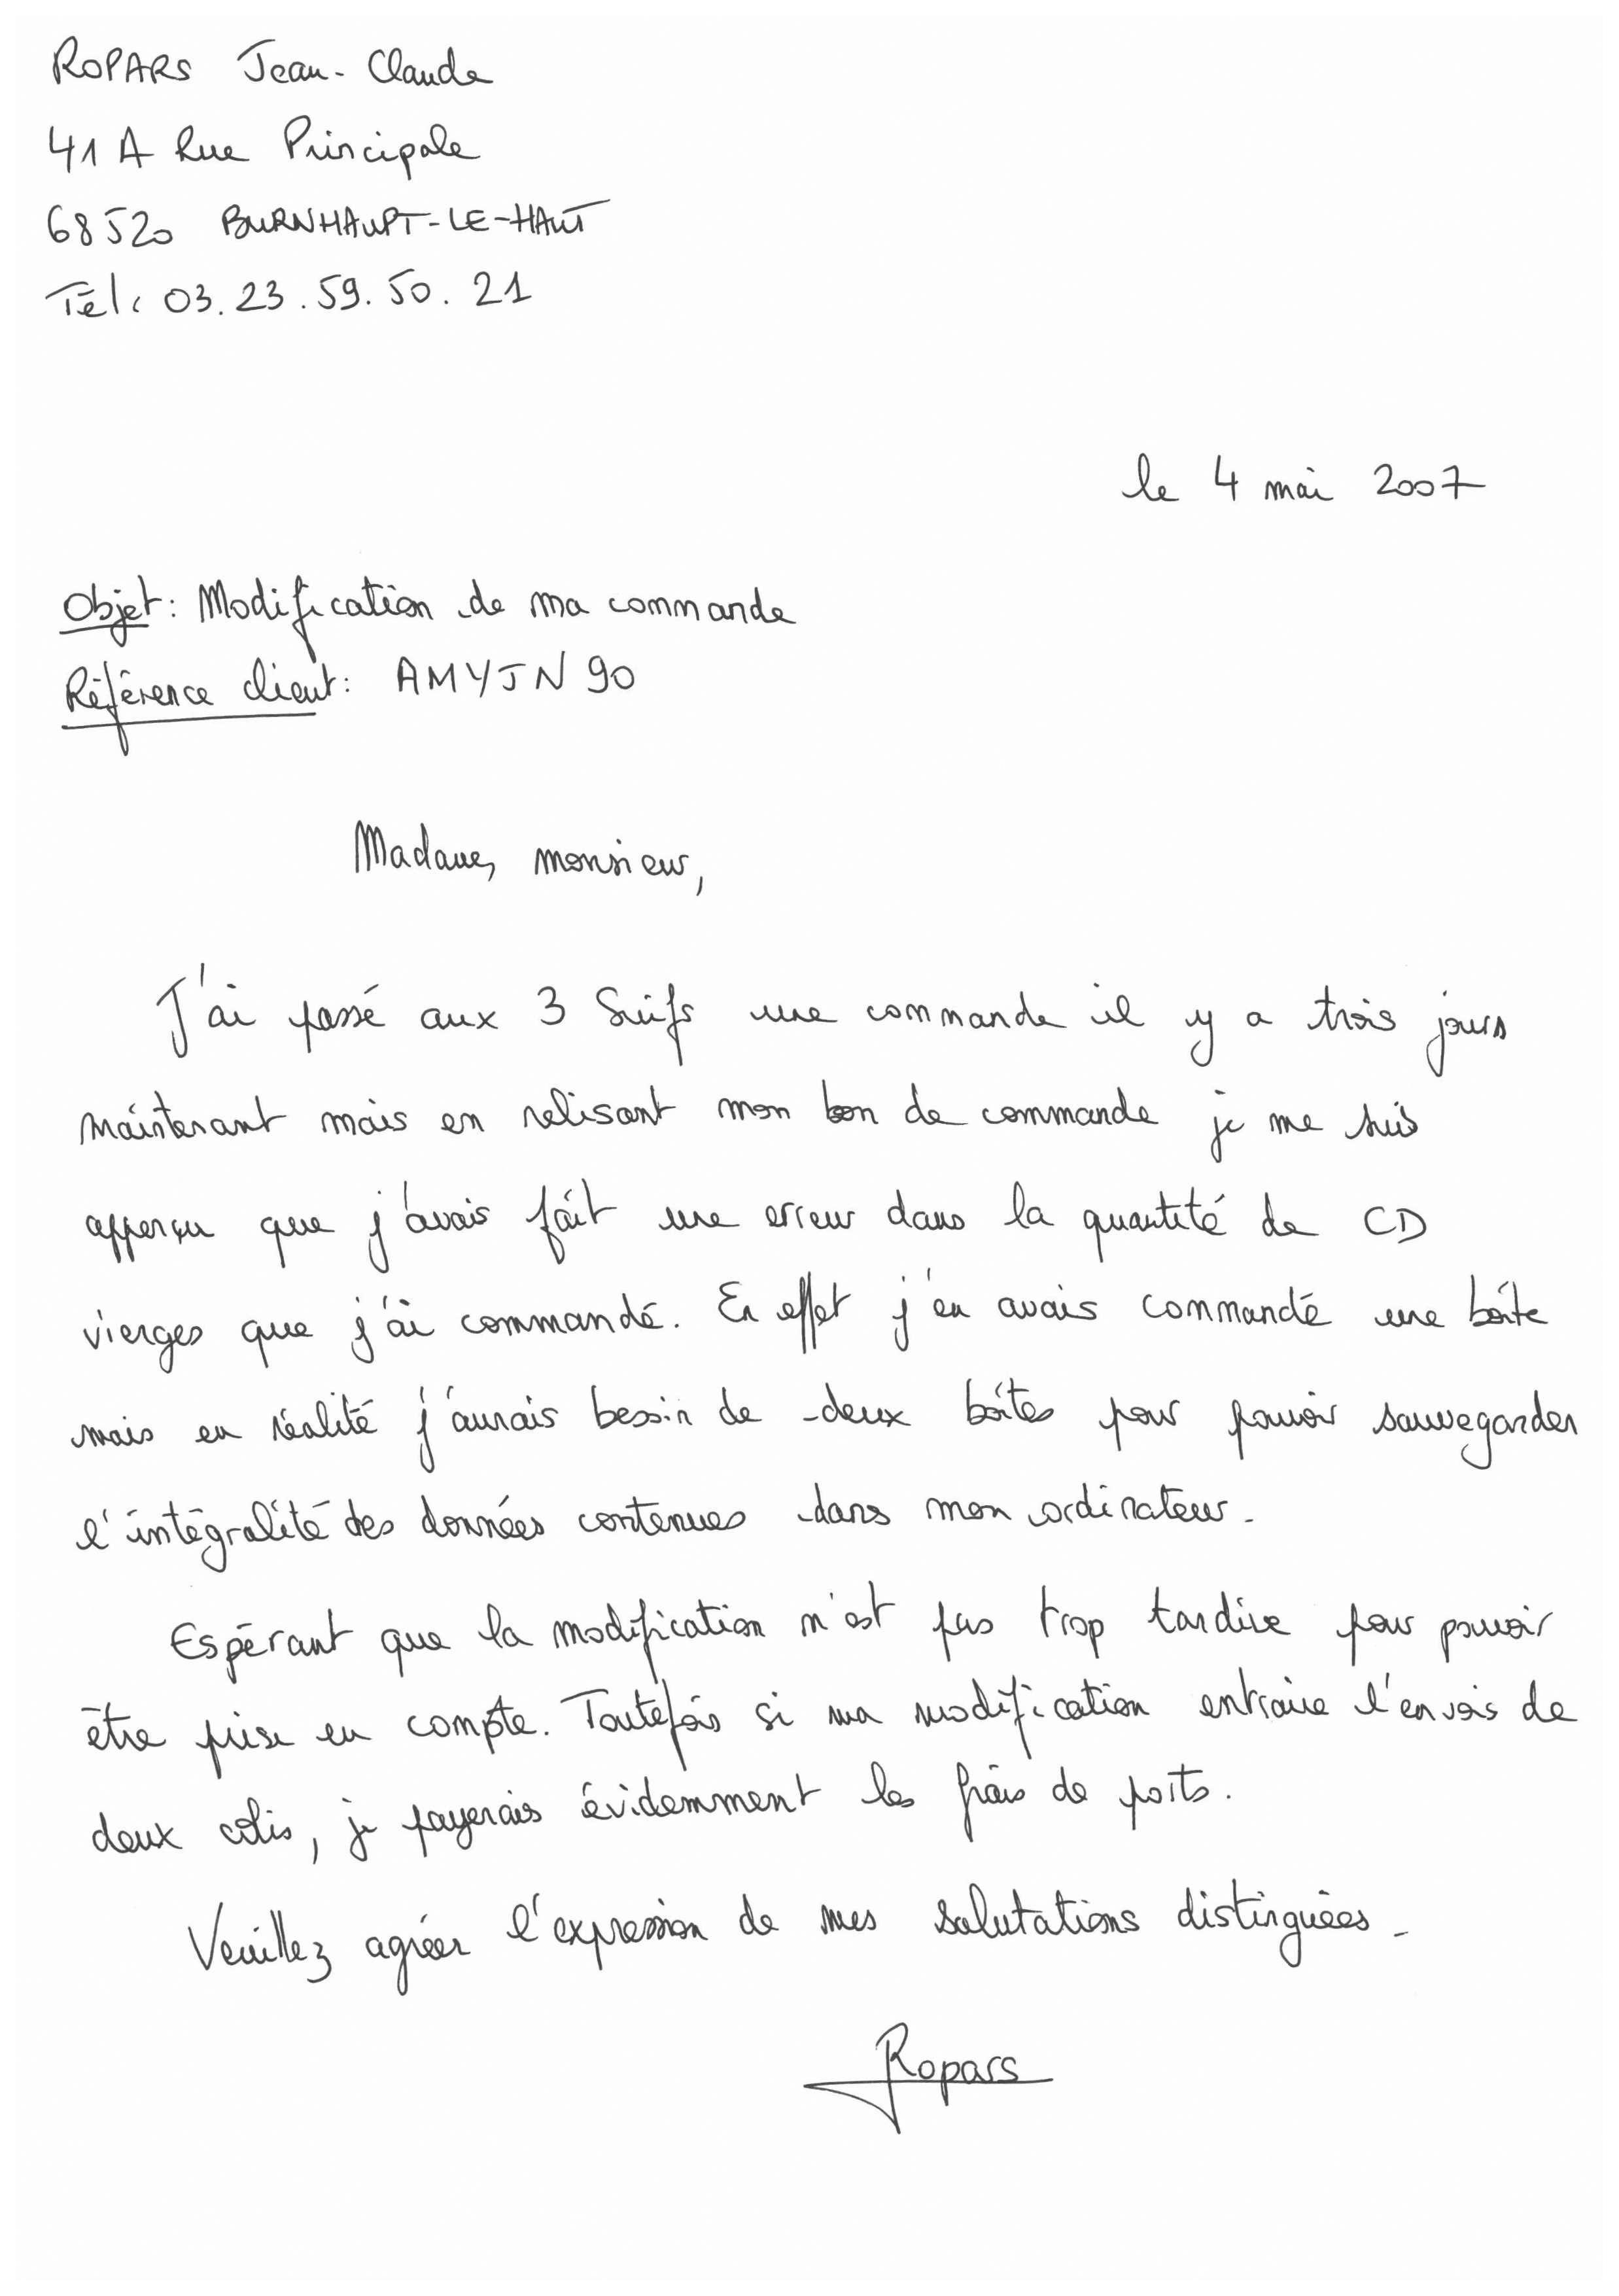 ROPARS Jean-Claude
41 A Rue Principale
68520 BURNHAUPT-LE-HAUT
Tél: 03.23.59.50.21
le 4 mai 2007
Objet: Modification de ma commande
Référence client: AMYJN90
Madame, monsieur,
J'ai passé aux 3 Suifs une commande il y a trois jours
maintenant mais en relisant mon bon de commande je me suis
apperçu que j'avais fait une erreur dans la quantité de CD
vierges que j'ai commandé. En effet j'en avais commandé une boîte
mais en réalité j'aurais besoin de deux boîtes pour pouvoir sauvegarder
l'intégralité des données contenues dans mon ordinateur.
Espérant que la modification n'est pas trop tardive pour pouvoir
être prise en compte. Toutefois si ma modification entraine l'envois de
deux colis, je payerais évidemment les frais de ports.
Veuillez agréer l'expression de mes salutations distinguées.
Ropars